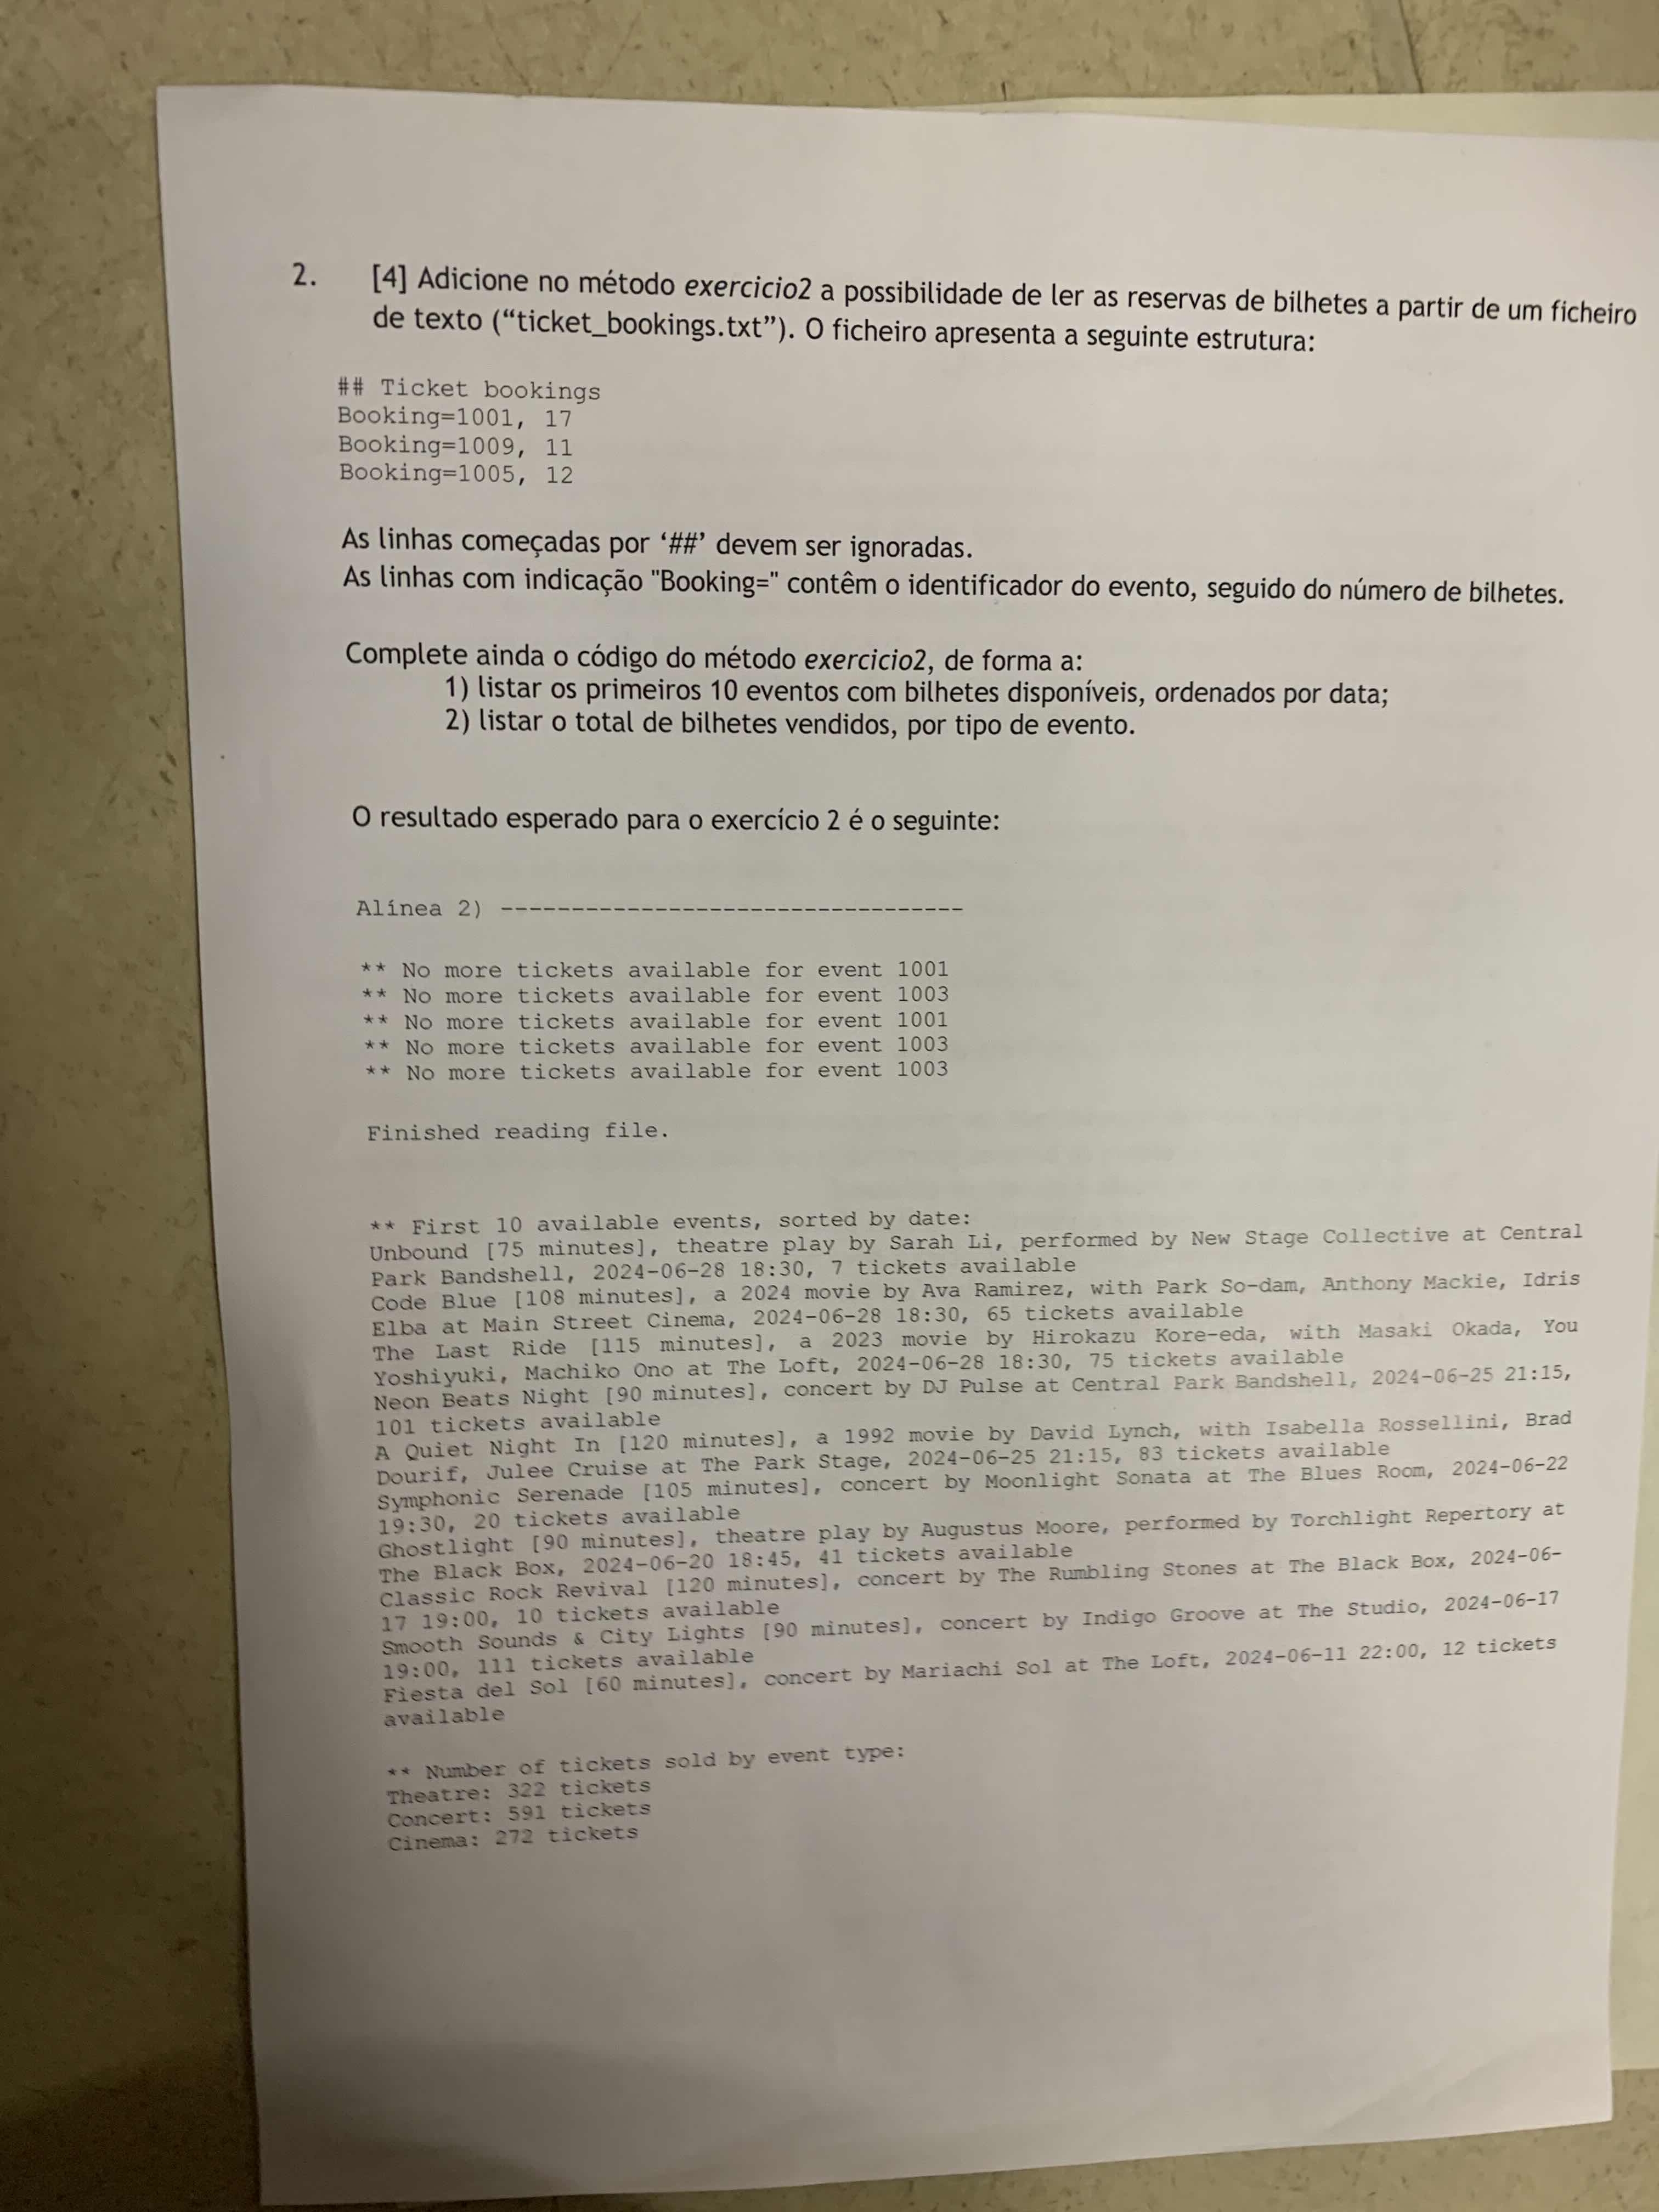 2. [4] Adicione no método exercicio2 a possibilidade de ler as reservas de bilhetes a partir de um ficheiro
de texto (“ticket_bookings.txt”). O ficheiro apresenta a seguinte estrutura:
## Ticket bookings
Booking=1001, 17
Booking=1009, 11
Booking=1005, 12
As linhas começadas por ‘##’ devem ser ignoradas.
As linhas com indicação "Booking=" contêm o identificador do evento, seguido do número de bilhetes.
Complete ainda o código do método exercicio2, de forma a:
1) listar os primeiros 10 eventos com bilhetes disponíveis, ordenados por data;
2) listar o total de bilhetes vendidos, por tipo de evento.
O resultado esperado para o exercício 2 é o seguinte:
Alínea 2) ---------------------------------
** No more tickets available for event 1001
** No more tickets available for event 1003
** No more tickets available for event 1001
** No more tickets available for event 1003
** No more tickets available for event 1003
Finished reading file.
** First 10 available events, sorted by date:
Unbound [75 minutes], theatre play by Sarah Li, performed by New Stage Collective at Central
Park Bandshell, 2024-06-28 18:30, 7 tickets available
Code Blue [108 minutes], a 2024 movie by Ava Ramirez, with Park So-dam, Anthony Mackie, Idris
Elba at Main Street Cinema, 2024-06-28 18:30, 65 tickets available
The Last Ride [115 minutes], a 2023 movie by Hirokazu Kore-eda, with Masaki Okada, You
Yoshiyuki, Machiko Ono at The Loft, 2024-06-28 18:30, 75 tickets available
Neon Beats Night [90 minutes], concert by DJ Pulse at Central Park Bandshell, 2024-06-25 21:15,
101 tickets available
A Quiet Night In [120 minutes], a 1992 movie by David Lynch, with Isabella Rossellini, Brad
Dourif, Julee Cruise at The Park Stage, 2024-06-25 21:15, 83 tickets available
Symphonic Serenade [105 minutes], concert by Moonlight Sonata at The Blues Room, 2024-06-22
19:30, 20 tickets available
Ghostlight [90 minutes], theatre play by Augustus Moore, performed by Torchlight Repertory at
The Black Box, 2024-06-20 18:45, 41 tickets available
Classic Rock Revival [120 minutes], concert by The Rumbling Stones at The Black Box, 2024-06-
17 19:00, 10 tickets available
Smooth Sounds & City Lights [90 minutes], concert by Indigo Groove at The Studio, 2024-06-17
19:00, 111 tickets available
Fiesta del Sol [60 minutes], concert by Mariachi Sol at The Loft, 2024-06-11 22:00, 12 tickets
available
** Number of tickets sold by event type:
Theatre: 322 tickets
Concert: 591 tickets
Cinema: 272 tickets